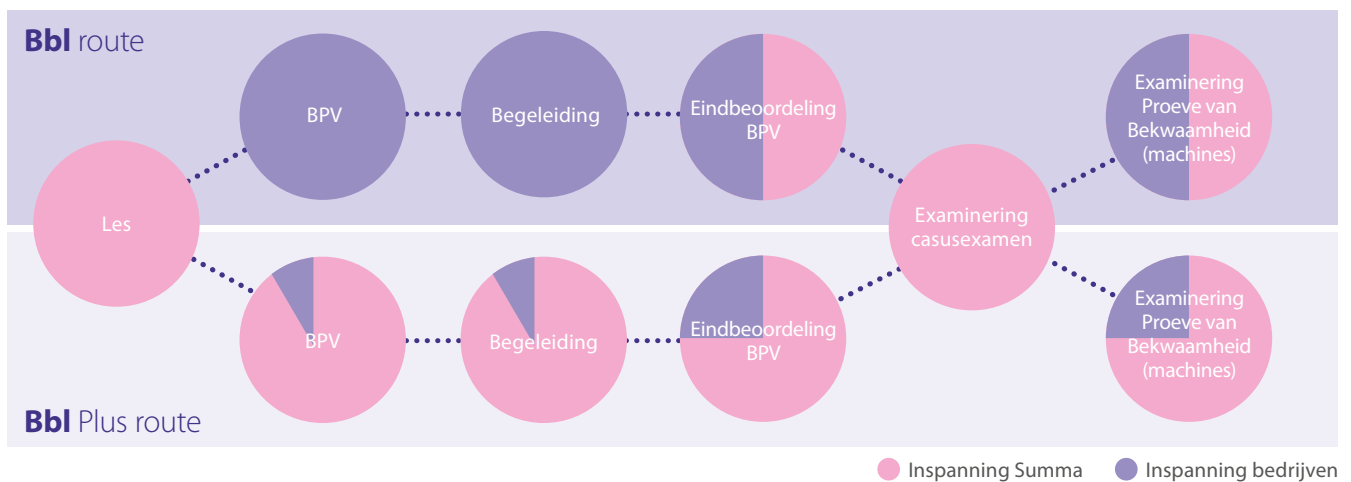 Bbl route
Les
BPV
Begeleiding
Eindbeoordeling
BPV
Examinering
casusexamen
Examinering
Proeve van
Bekwaamheid
(machines)
BPV
Begeleiding
Eindbeoordeling
BPV
Examinering
Proeve van
Bekwaamheid
(machines)
Bbl Plus route
Inspanning Summa
Inspanning bedrijven